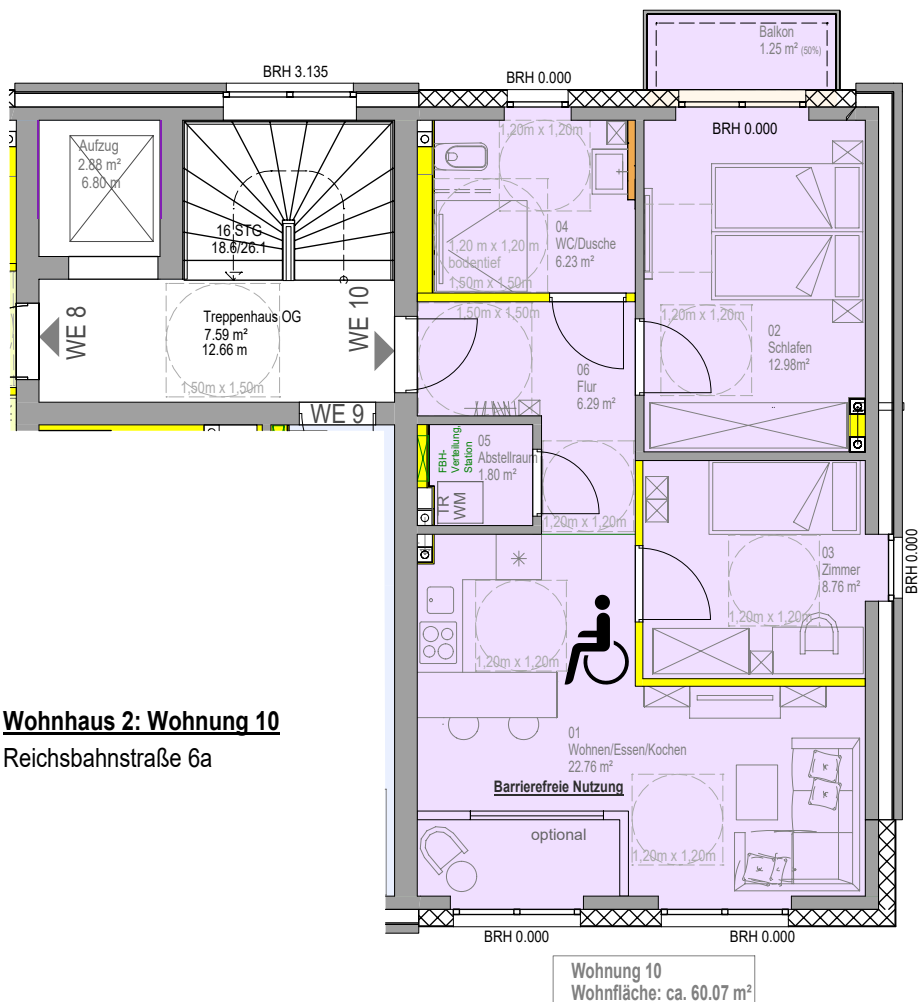 Balkon
1.25 m² (50%)
BRH 3.135
BRH 0.000
BRH 0.000
Aufzug
2.88 m²
6.80 m
16 STG
18.6/26.1
1,20m x 1,20m
04
WC/Dusche
6.23 m²
1,20 m x 1,20 m
bodentief
1,50m x 1,50m
Treppenhaus OG
7.59 m²
12.66 m
1,50m x 1,50m
WE 8
WE 10
WE 9
1,50m x 1,50m
06
Flur
6.29 m²
1,20m x 1,20m
02
Schlafen
12.98m²
FBH-
Verteilung,
Station
05
Abstellraum
1.80 m²
TR
WM
1,20m x 1,20m
03
Zimmer
8.76 m²
1,20m x 1,20m
BRH 0.000
1,20m x 1,20m
Wohnhaus 2: Wohnung 10
Reichsbahnstraße 6a
01
Wohnen/Essen/Kochen
22.76 m²
Barrierefreie Nutzung
optional
1,20m x 1,20m
BRH 0.000
BRH 0.000
Wohnung 10
Wohnfläche: ca. 60.07 m²